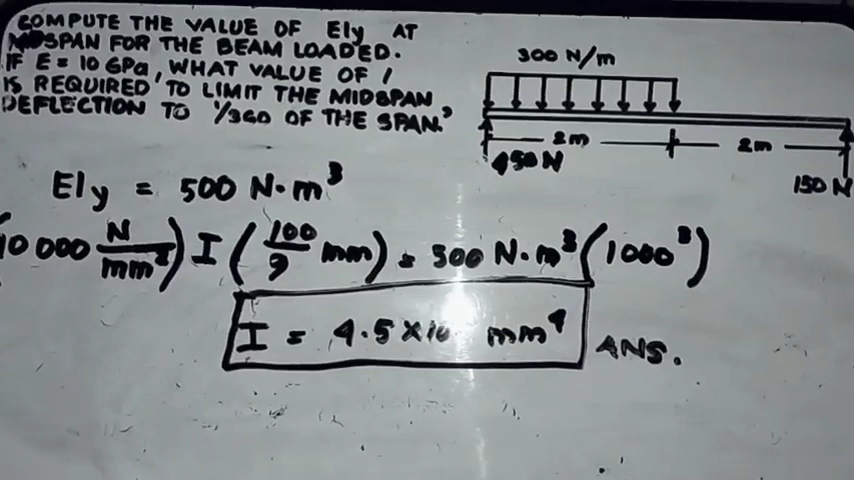 COMPUTE THE VALUE OF EIy AT
MIDSPAN FOR THE BEAM LOADED.
IF E = 10 GPa, WHAT VALUE OF I
IS REQUIRED TO LIMIT THE MIDSPAN
DEFLECTION TO 1/360 OF THE SPAN?
300 N/m
2m 2m
450 N
150 N
EIy = 500 N·m³
(10 000 N/mm²) I (100/9 mm) = 500 N·m³ (1000³)
I = 4.5 × 10 mm⁴ ANS.